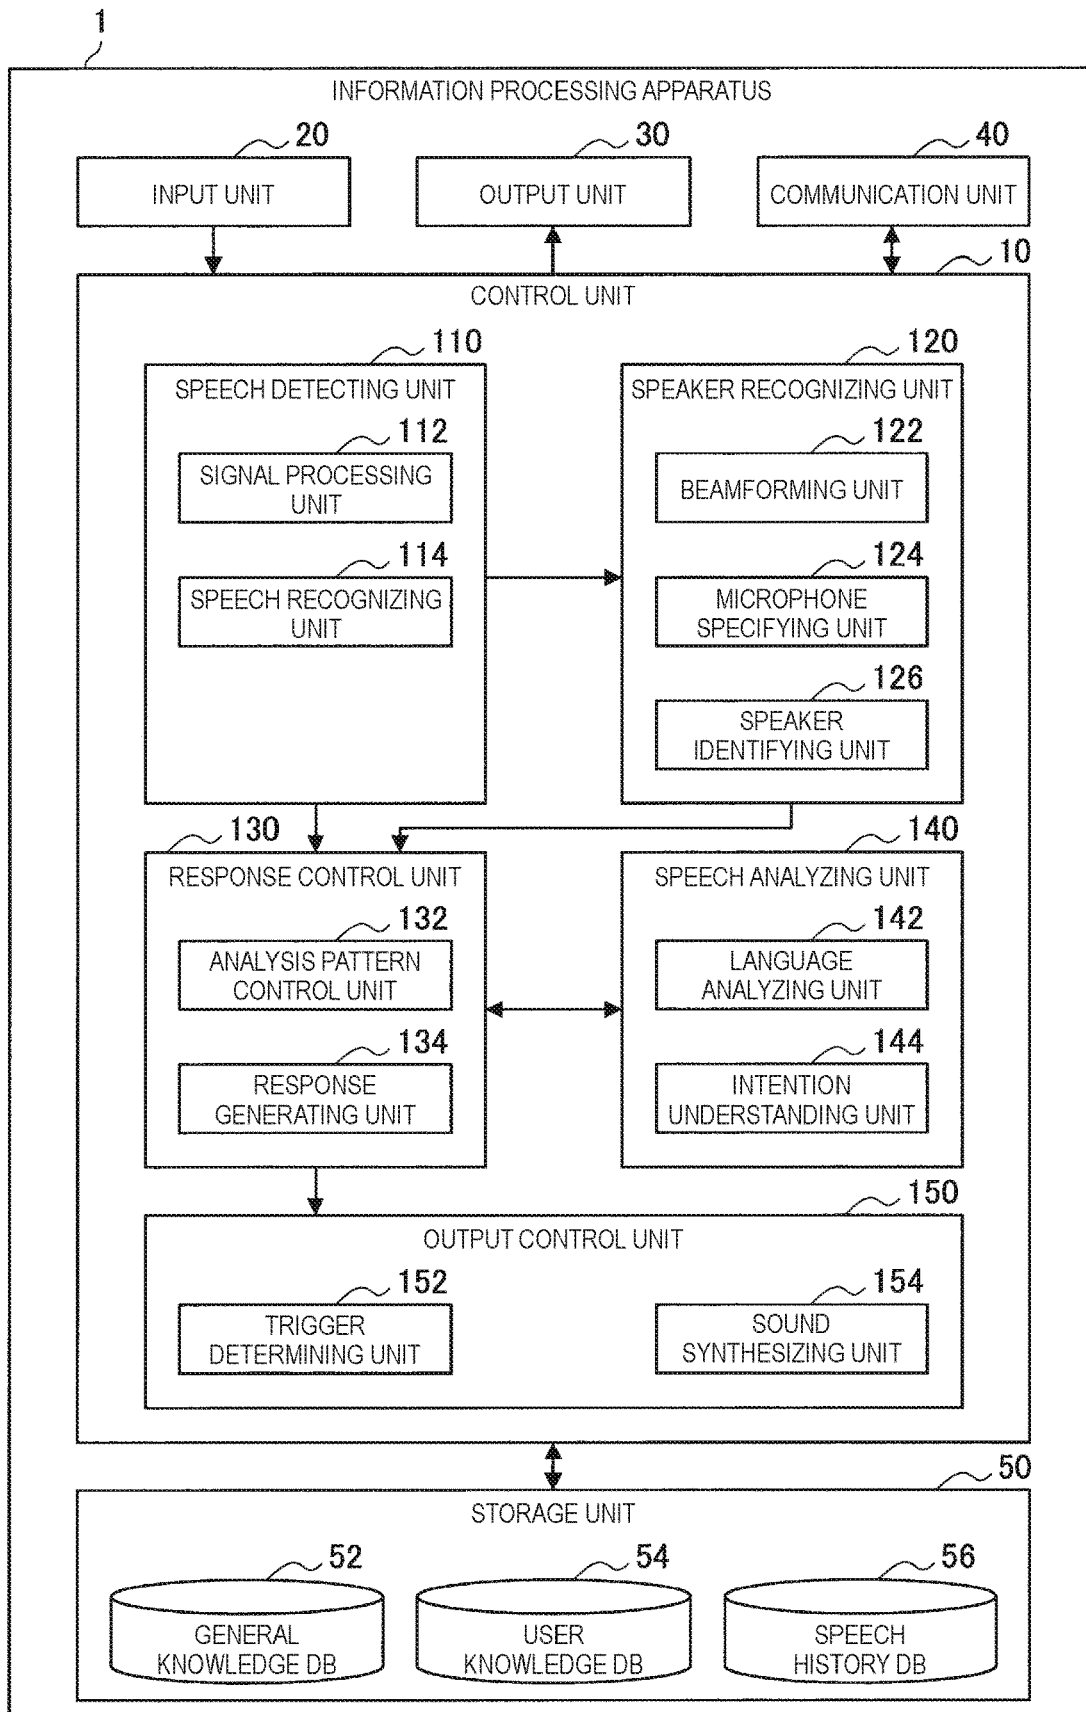 1
INFORMATION PROCESSING APPARATUS
20
30
40
INPUT UNIT
OUTPUT UNIT
COMMUNICATION UNIT
10
CONTROL UNIT
110
120
SPEECH DETECTING UNIT
SPEAKER RECOGNIZING UNIT
112
122
SIGNAL PROCESSING
UNIT
BEAMFORMING UNIT
114
124
SPEECH RECOGNIZING
UNIT
MICROPHONE
SPECIFYING UNIT
126
SPEAKER
IDENTIFYING UNIT
130
140
RESPONSE CONTROL UNIT
SPEECH ANALYZING UNIT
132
142
ANALYSIS PATTERN
CONTROL UNIT
LANGUAGE
ANALYZING UNIT
134
144
RESPONSE
GENERATING UNIT
INTENTION
UNDERSTANDING UNIT
150
OUTPUT CONTROL UNIT
152
154
TRIGGER
DETERMINING UNIT
SOUND
SYNTHESIZING UNIT
50
STORAGE UNIT
52
54
56
GENERAL
KNOWLEDGE DB
USER
KNOWLEDGE DB
SPEECH
HISTORY DB